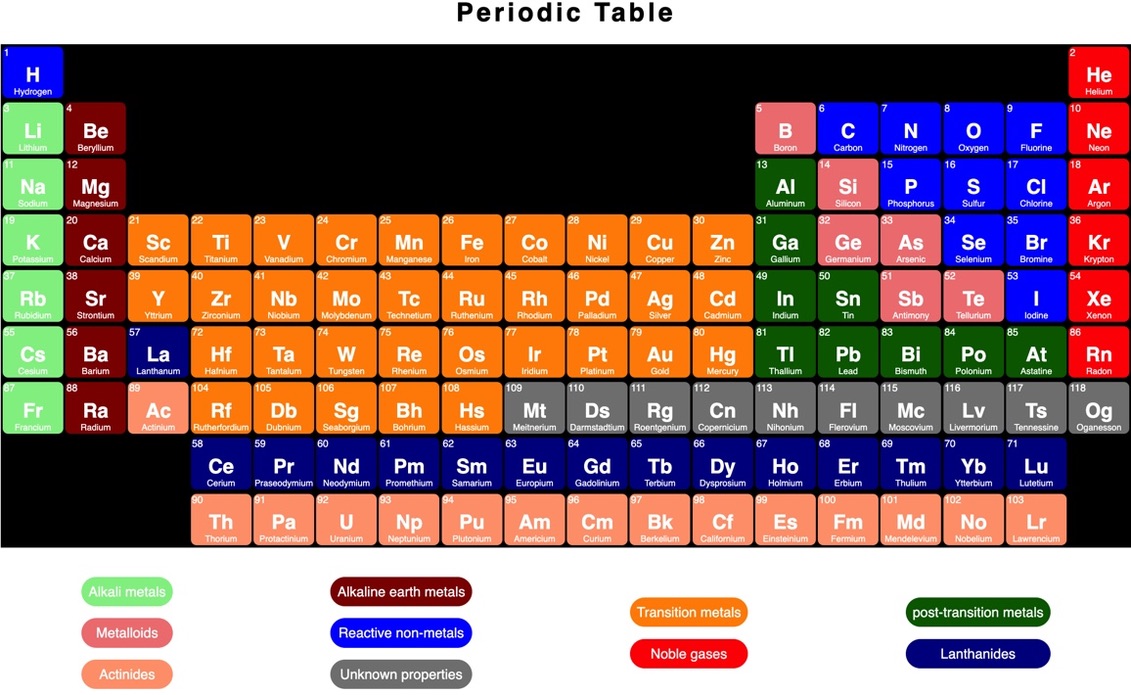 Periodic Table
1
H
Hydrogen
2
He
Helium
3
Li
Lithium
4
Be
Beryllium
5
B
Boron
6
C
Carbon
7
N
Nitrogen
8
O
Oxygen
9
F
Fluorine
10
Ne
Neon
11
Na
Sodium
12
Mg
Magnesium
13
Al
Aluminum
14
Si
Silicon
15
P
Phosphorus
16
S
Sulfur
17
Cl
Chlorine
18
Ar
Argon
19
K
Potassium
20
Ca
Calcium
21
Sc
Scandium
22
Ti
Titanium
23
V
Vanadium
24
Cr
Chromium
25
Mn
Manganese
26
Fe
Iron
27
Co
Cobalt
28
Ni
Nickel
29
Cu
Copper
30
Zn
Zinc
31
Ga
Gallium
32
Ge
Germanium
33
As
Arsenic
34
Se
Selenium
35
Br
Bromine
36
Kr
Krypton
37
Rb
Rubidium
38
Sr
Strontium
39
Y
Yttrium
40
Zr
Zirconium
41
Nb
Niobium
42
Mo
Molybdenum
43
Tc
Technetium
44
Ru
Ruthenium
45
Rh
Rhodium
46
Pd
Palladium
47
Ag
Silver
48
Cd
Cadmium
49
In
Indium
50
Sn
Tin
51
Sb
Antimony
52
Te
Tellurium
53
I
Iodine
54
Xe
Xenon
55
Cs
Cesium
56
Ba
Barium
57
La
Lanthanum
72
Hf
Hafnium
73
Ta
Tantalum
74
W
Tungsten
75
Re
Rhenium
76
Os
Osmium
77
Ir
Iridium
78
Pt
Platinum
79
Au
Gold
80
Hg
Mercury
81
Tl
Thallium
82
Pb
Lead
83
Bi
Bismuth
84
Po
Polonium
85
At
Astatine
86
Rn
Radon
87
Fr
Francium
88
Ra
Radium
89
Ac
Actinium
104
Rf
Rutherfordium
105
Db
Dubnium
106
Sg
Seaborgium
107
Bh
Bohrium
108
Hs
Hassium
109
Mt
Meitnerium
110
Ds
Darmstadtium
111
Rg
Roentgenium
112
Cn
Copernicium
113
Nh
Nihonium
114
Fl
Flerovium
115
Mc
Moscovium
116
Lv
Livermorium
117
Ts
Tennessine
118
Og
Oganesson
58
Ce
Cerium
59
Pr
Praseodymium
60
Nd
Neodymium
61
Pm
Promethium
62
Sm
Samarium
63
Eu
Europium
64
Gd
Gadolinium
65
Tb
Terbium
66
Dy
Dysprosium
67
Ho
Holmium
68
Er
Erbium
69
Tm
Thulium
70
Yb
Ytterbium
71
Lu
Lutetium
90
Th
Thorium
91
Pa
Protactinium
92
U
Uranium
93
Np
Neptunium
94
Pu
Plutonium
95
Am
Americium
96
Cm
Curium
97
Bk
Berkelium
98
Cf
Californium
99
Es
Einsteinium
100
Fm
Fermium
101
Md
Mendelevium
102
No
Nobelium
103
Lr
Lawrencium
Alkali metals
Metalloids
Actinides
Alkaline earth metals
Reactive non-metals
Unknown properties
Transition metals
Noble gases
post-transition metals
Lanthanides